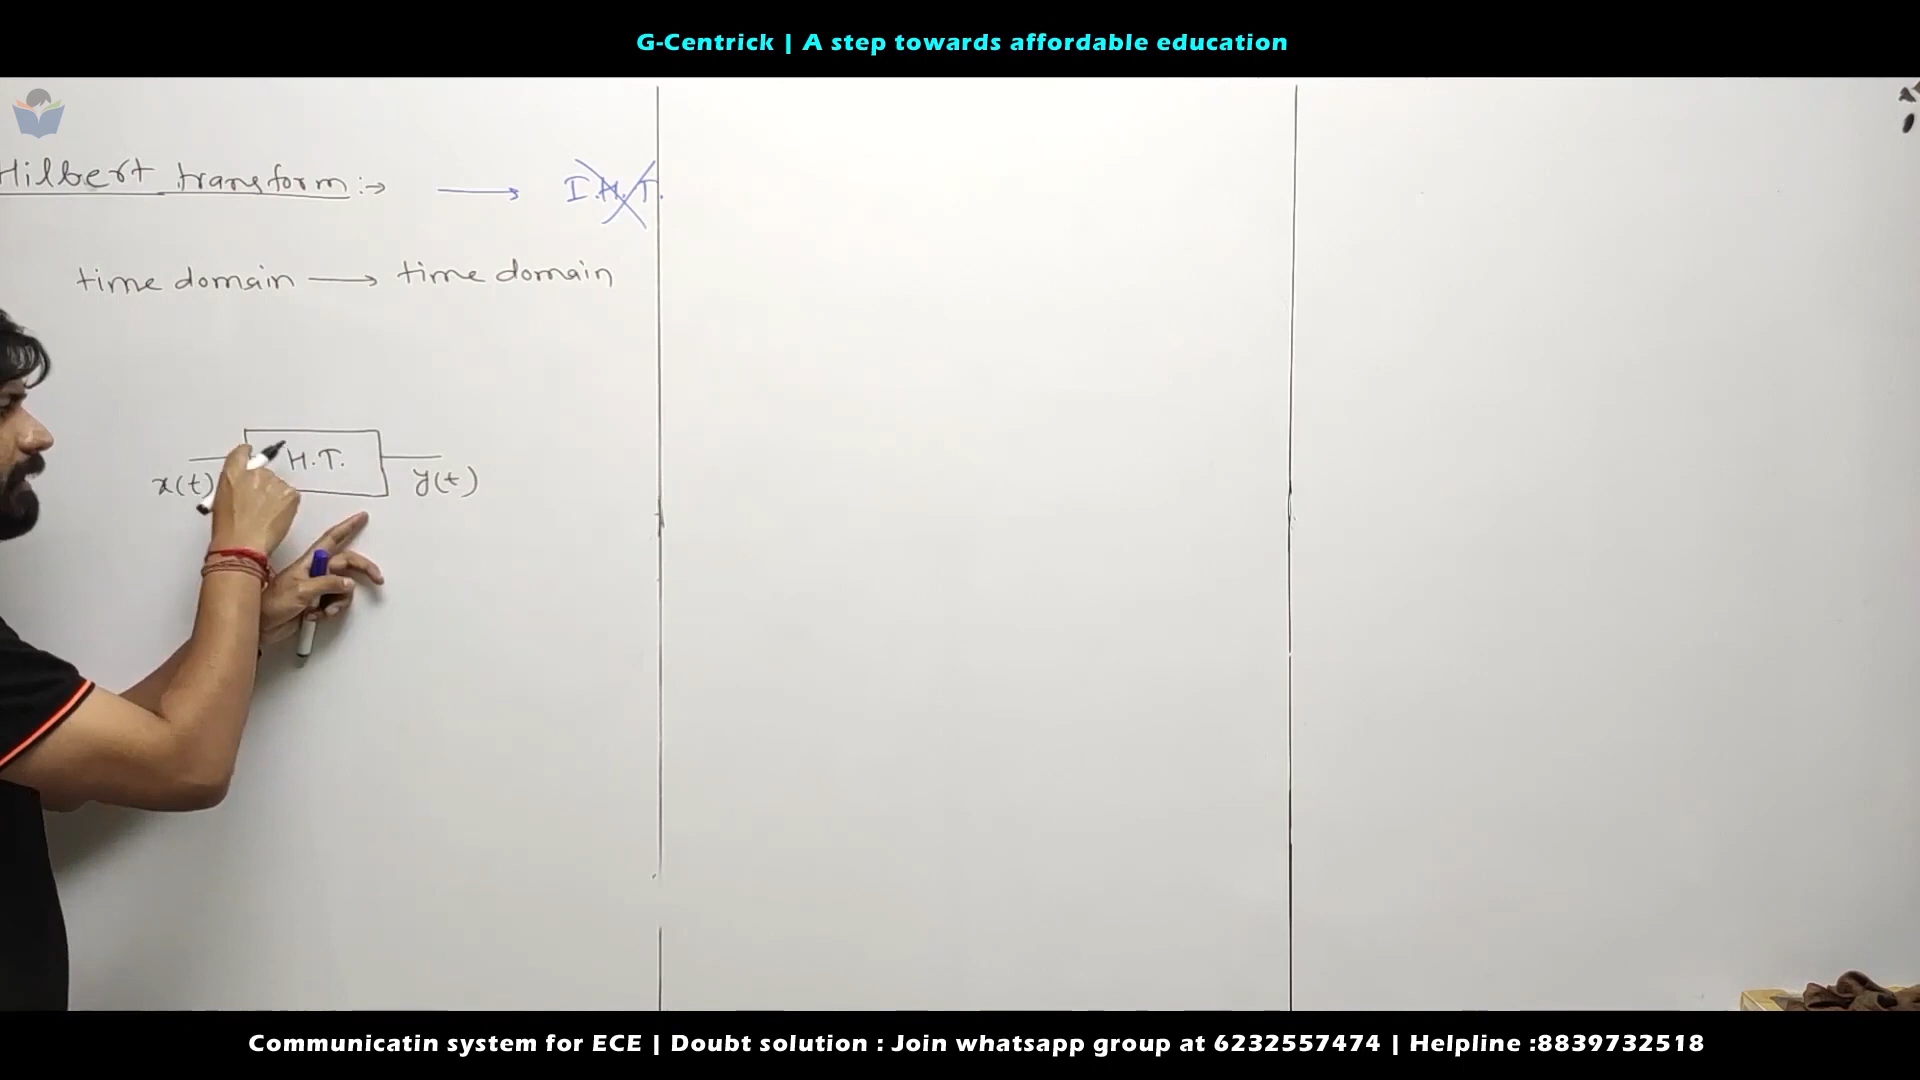 G-Centrick | A step towards affordable education
Hilbert transform :→ → I.H.T.
time domain → time domain
H.T.
x(t) y(t)
Communicatin system for ECE | Doubt solution : Join whatsapp group at 6232557474 | Helpline :8839732518